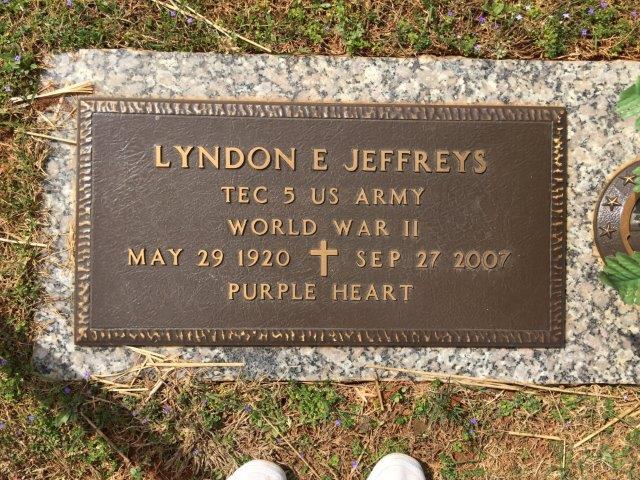 LYNDON E JEFFREYS
TEC 5 US ARMY
WORLD WAR II
MAY 29 1920 SEP 27 2007
PURPLE HEART